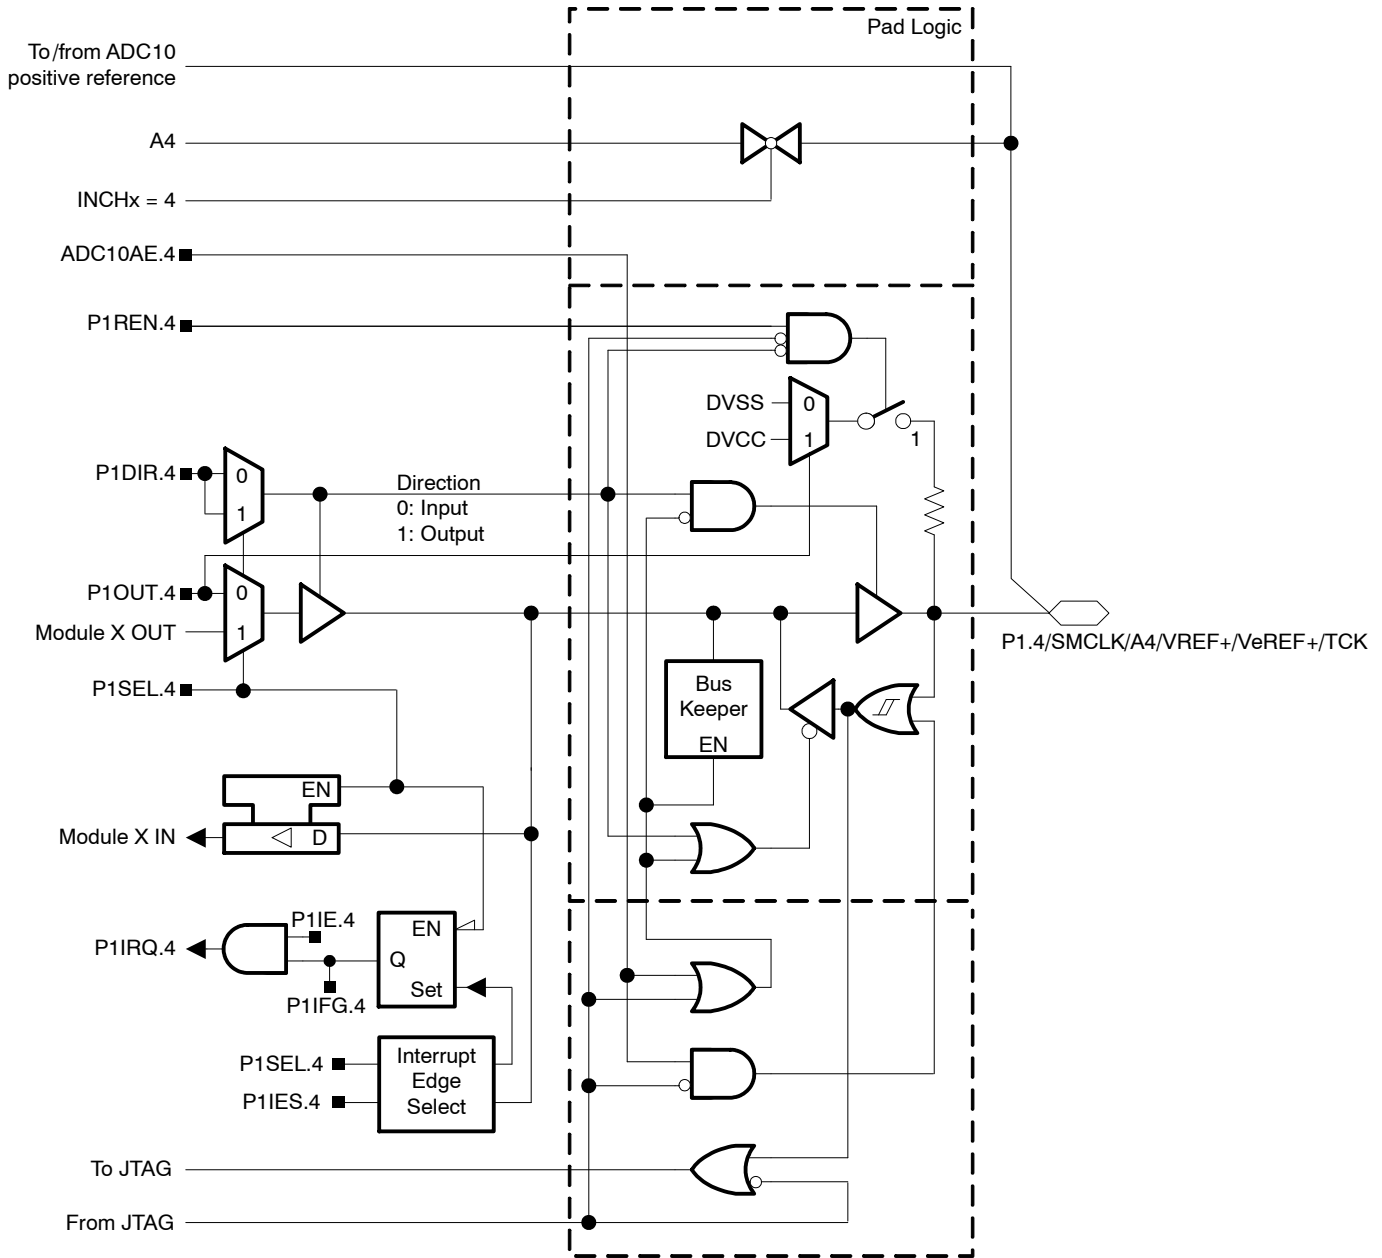 Pad Logic
To/from ADC10
positive reference
A4
INCHx = 4
ADC10AE.4
P1REN.4
DVSS
0
DVCC
1
1
P1DIR.4
0
1
Direction
0: Input
1: Output
P1OUT.4
0
Module X OUT
1
P1SEL.4
P1.4/SMCLK/A4/VREF+/VeREF+/TCK
Bus
Keeper
EN
EN
Module X IN
D
P1IE.4
P1IRQ.4
EN
Q
Set
P1IFG.4
P1SEL.4
P1IES.4
Interrupt
Edge
Select
To JTAG
From JTAG